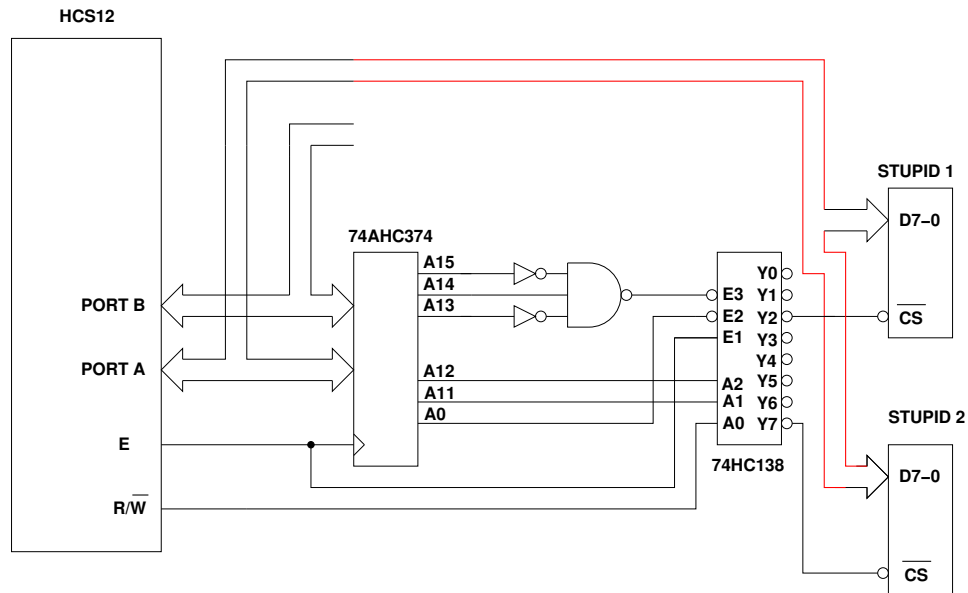 HCS12
STUPID 1
D7-0
CS
74AHC374
A15
A14
A13
A12
A11
A0
PORT B
PORT A
E
R/W
E3
E2
E1
A2
A1
A0
Y0
Y1
Y2
Y3
Y4
Y5
Y6
Y7
74HC138
STUPID 2
D7-0
CS